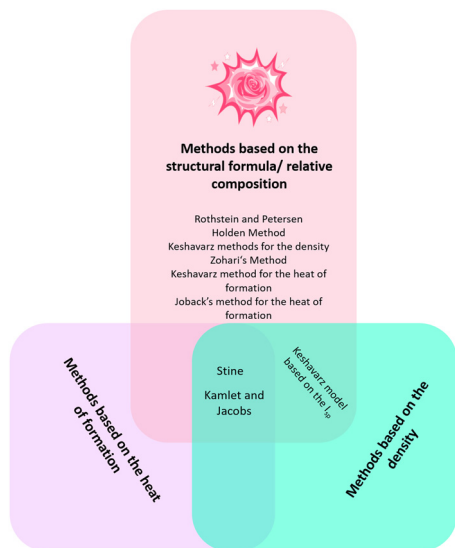 Methods based on the
structural formula/ relative
composition
Rothstein and Petersen
Holden Method
Keshavarz methods for the density
Zohari's Method
Keshavarz method for the heat of
formation
Joback's method for the heat of
formation
Methods based on the heat
of formation
Stine
Kamlet and
Jacobs
Keshavarz model
based on the Isp
Methods based on the
density